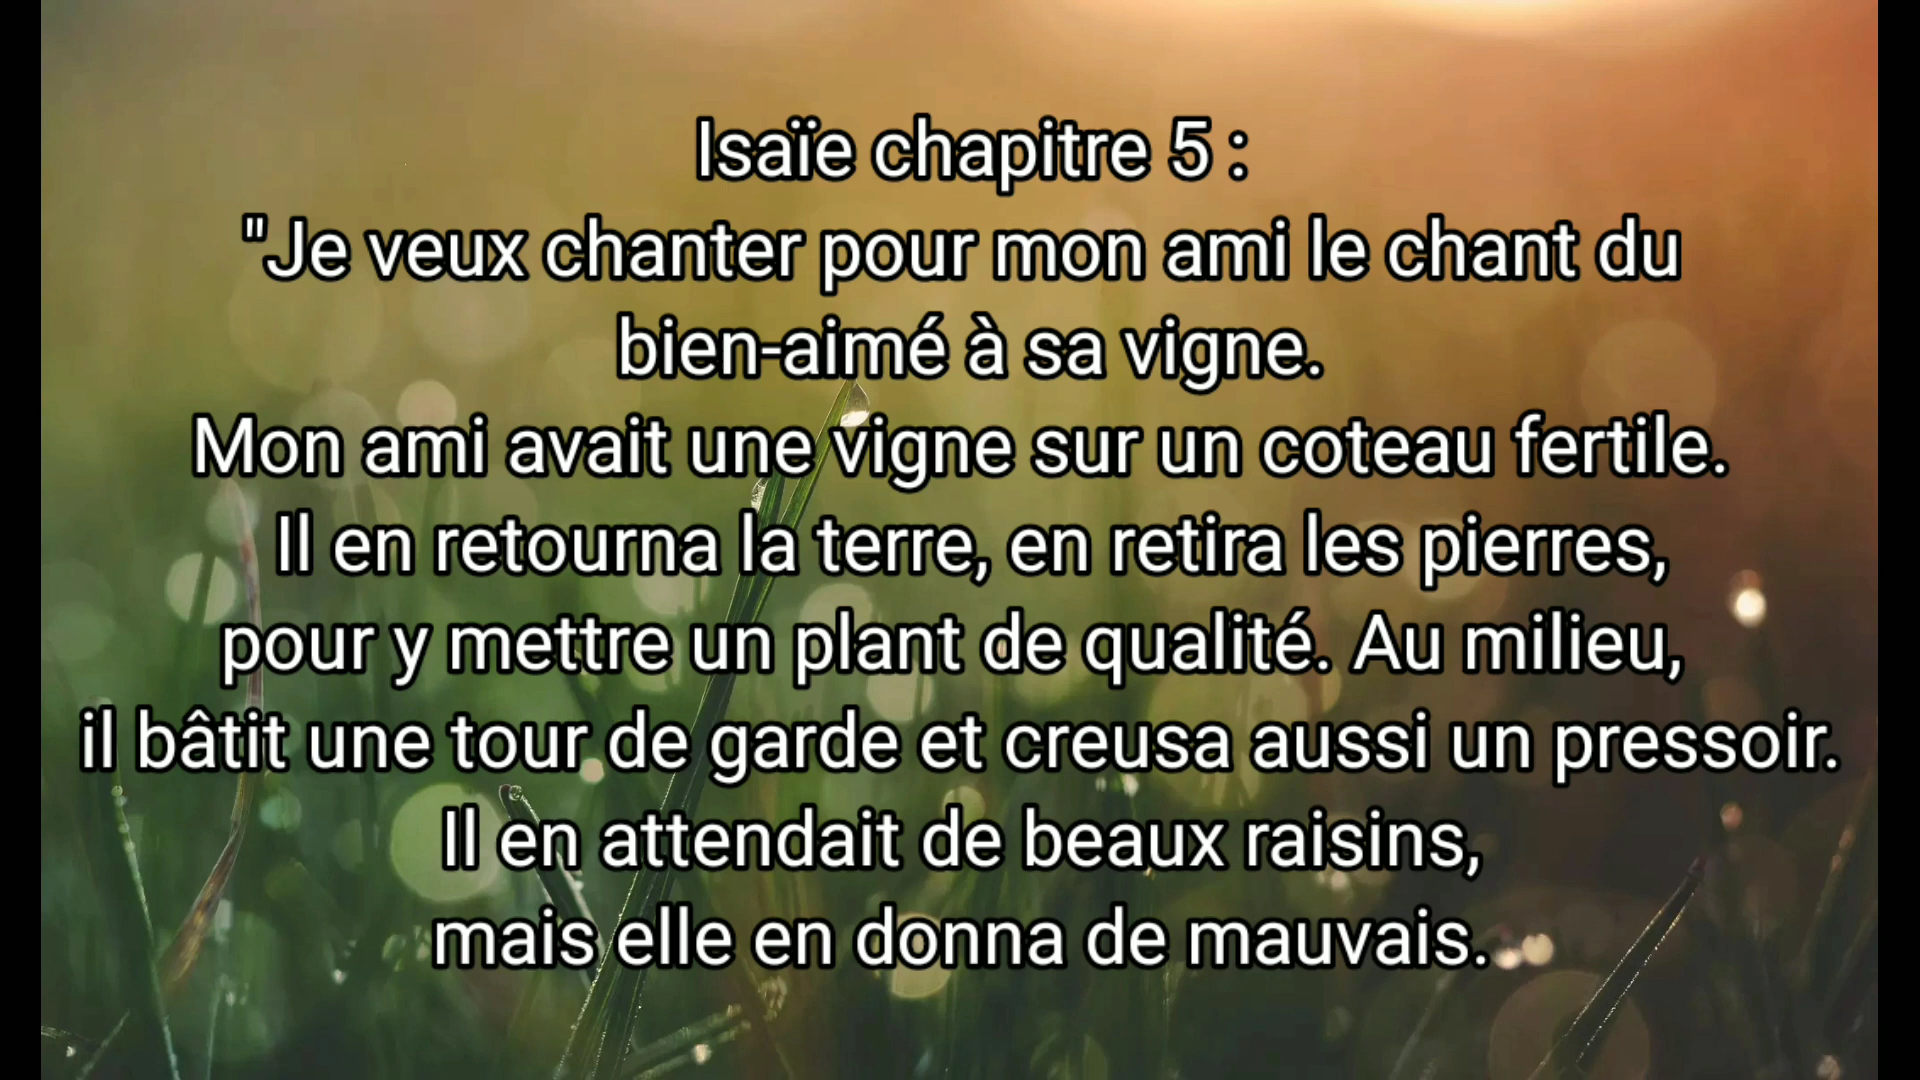 Isaïe chapitre 5 :
"Je veux chanter pour mon ami le chant du
bien-aimé à sa vigne.
Mon ami avait une vigne sur un coteau fertile.
Il en retourna la terre, en retira les pierres,
pour y mettre un plant de qualité. Au milieu,
il bâtit une tour de garde et creusa aussi un pressoir.
Il en attendait de beaux raisins,
mais elle en donna de mauvais.